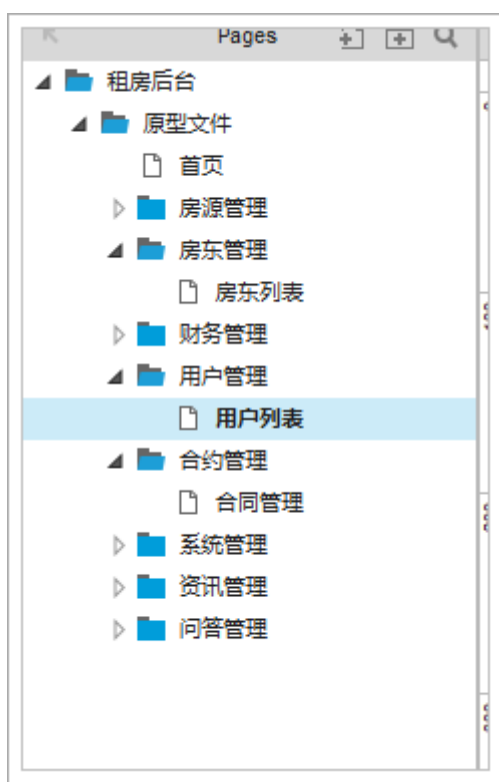 Pages
租房后台
原型文件
首页
房源管理
房东管理
房东列表
财务管理
用户管理
用户列表
合约管理
合同管理
系统管理
资讯管理
问答管理